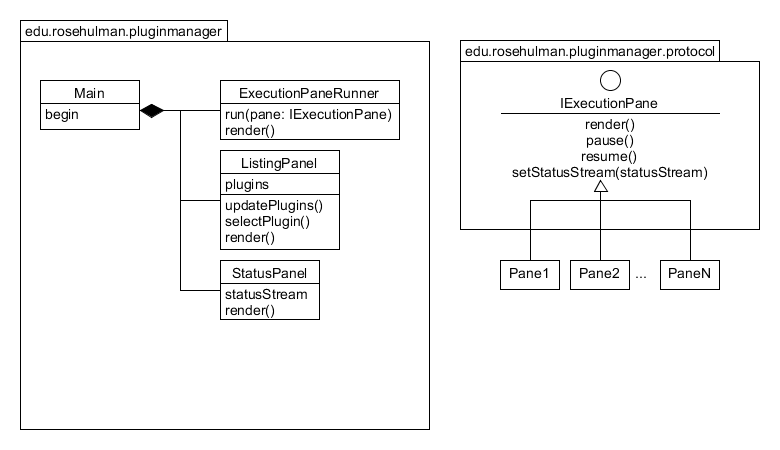 edu.rosehulman.pluginmanager
Main
begin
ExecutionPaneRunner
run(pane: IExecutionPane)
render()
ListingPanel
plugins
updatePlugins()
selectPlugin()
render()
StatusPanel
statusStream
render()
edu.rosehulman.pluginmanager.protocol
IExecutionPane
render()
pause()
resume()
setStatusStream(statusStream)
Pane1
Pane2
...
PaneN